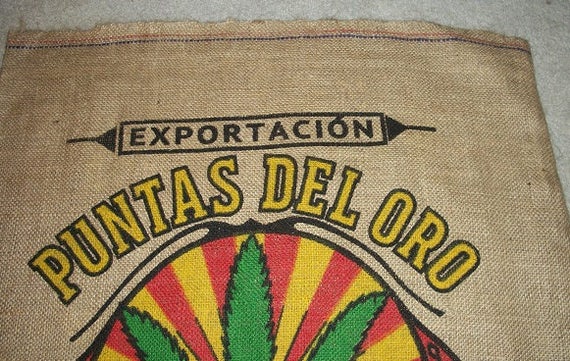 EXPORTACIÓN
PUNTAS DEL ORO